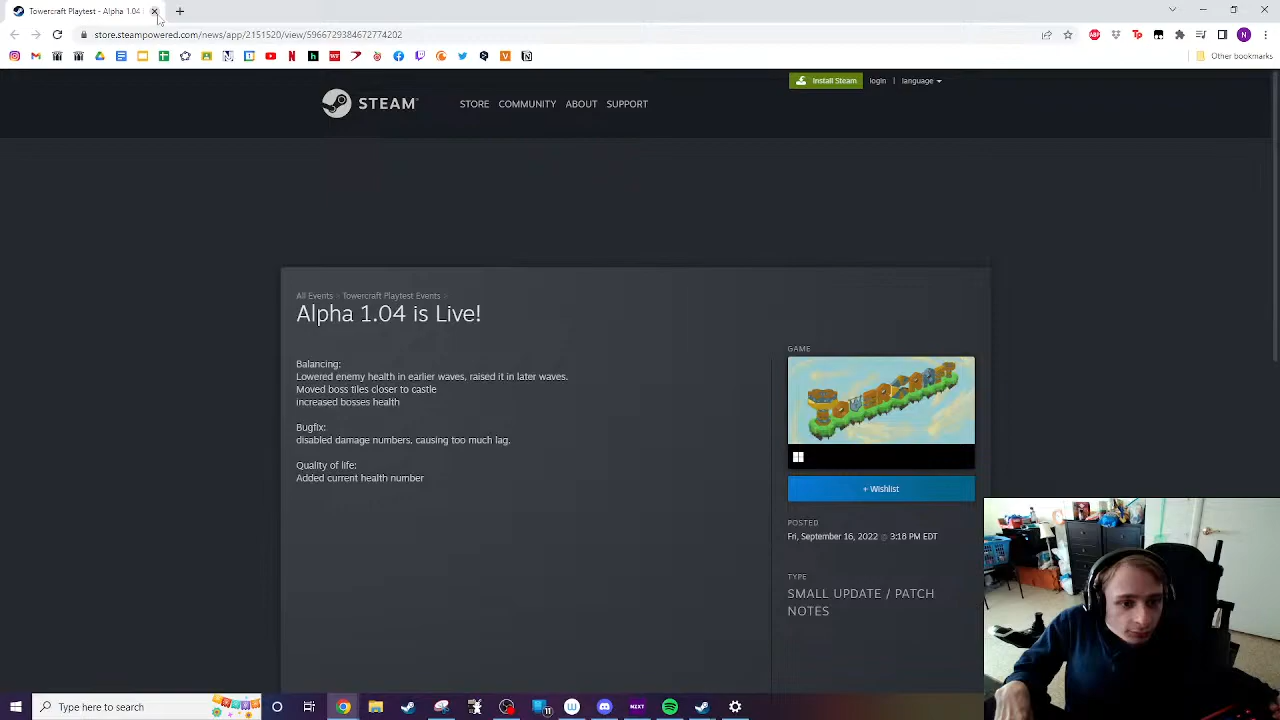 Towercraft Playtest - Alpha 1.04
store.steampowered.com/news/app/2151520/view/5966729384672774202
Other bookmarks
Install Steam
login | language
STEAM
STORE COMMUNITY ABOUT SUPPORT
All Events Towercraft Playtest Events
Alpha 1.04 is Live!
Balancing:
Lowered enemy health in earlier waves, raised it in later waves.
Moved boss tiles closer to castle
increased bosses health
Bugfix:
disabled damage numbers, causing too much lag.
Quality of life:
Added current health number
GAME
TOWERCRAFT
+ Wishlist
POSTED
Fri, September 16, 2022 @ 3:18 PM EDT
TYPE
SMALL UPDATE / PATCH
NOTES
Type here to search